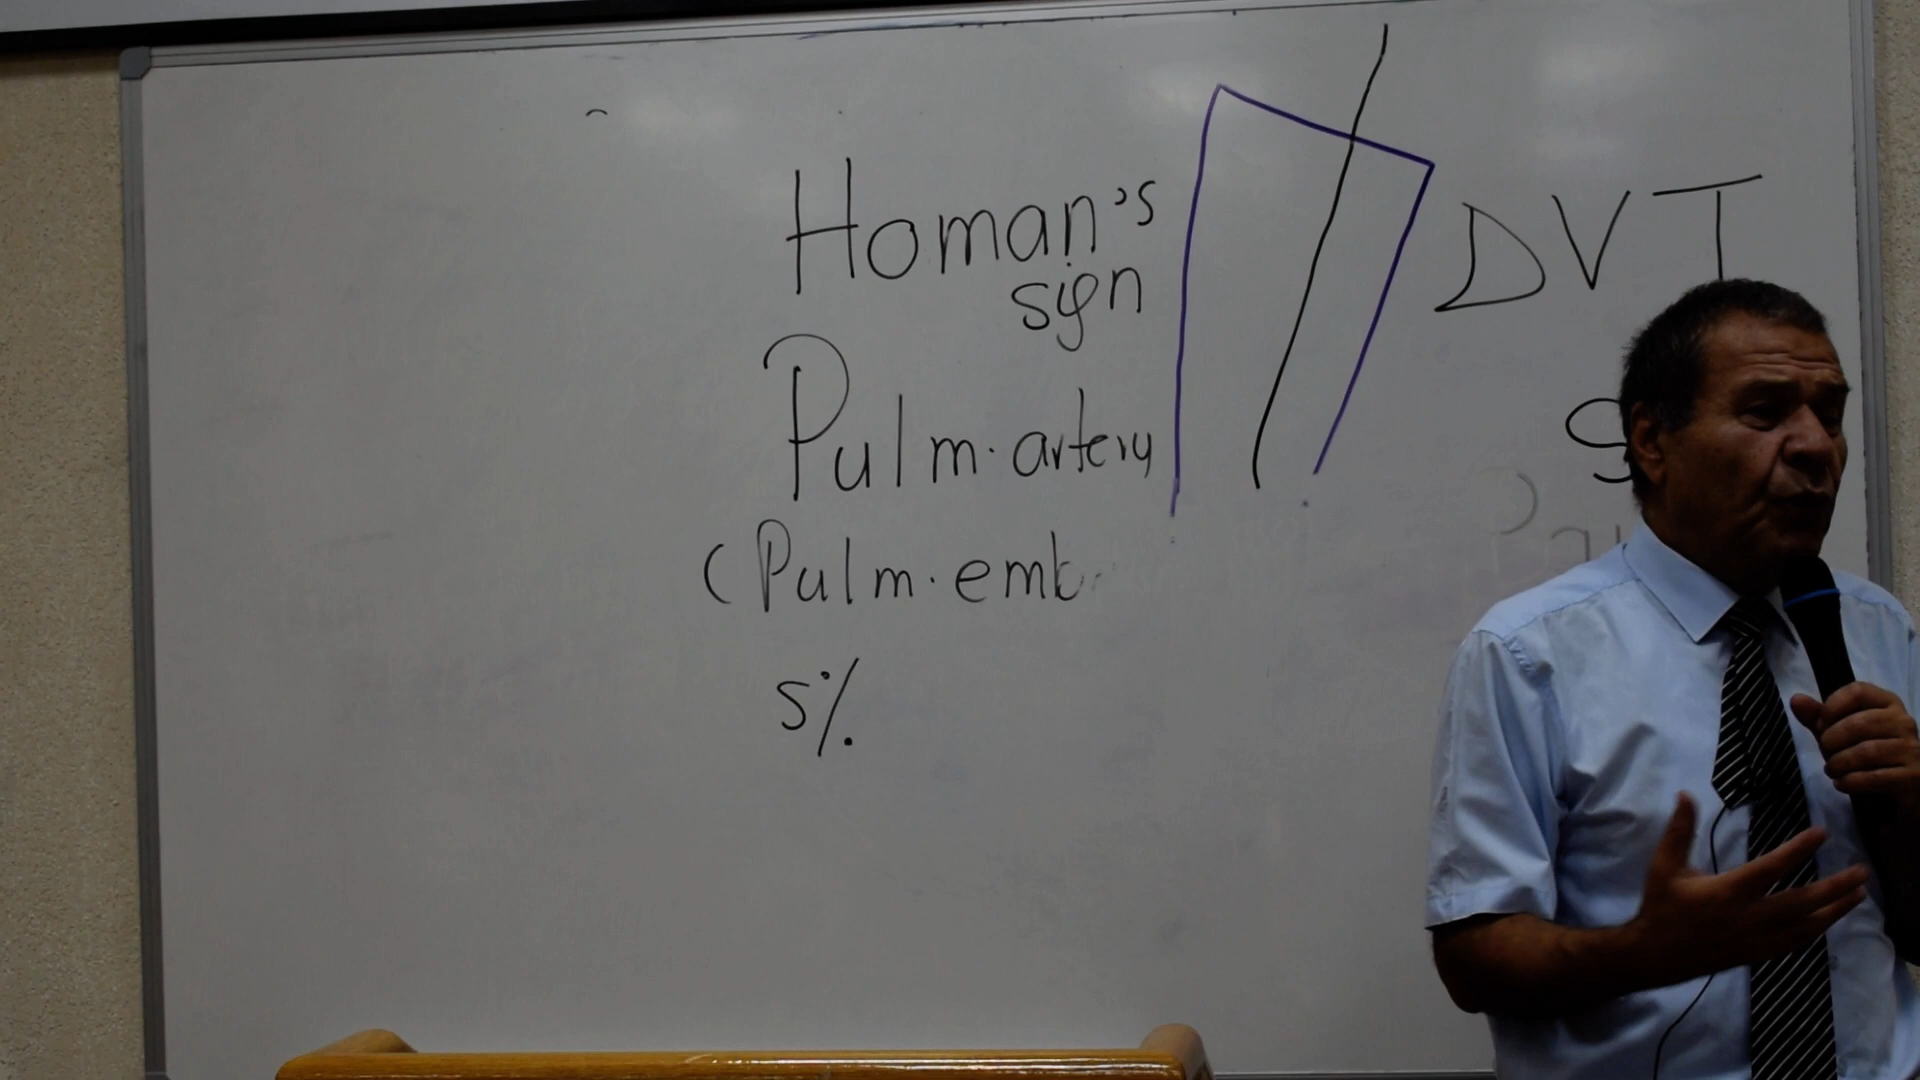 Homan's
sign
Pulm. artery
(Pulm. emb.
5%
DVT